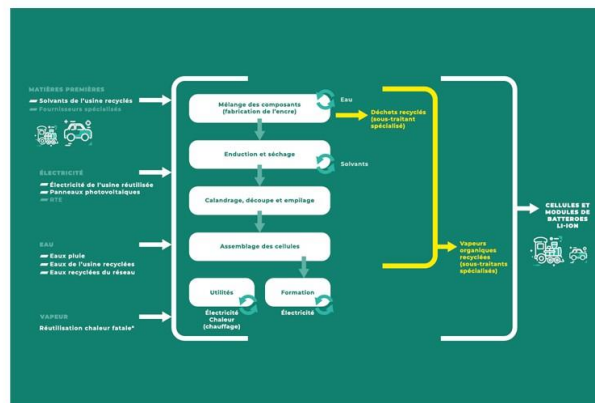 MATIÈRES PREMIÈRES
Solvants de l'usine recyclés
Fournisseurs spécialisés
ÉLECTRICITÉ
Électricité de l'usine réutilisée
Panneaux photovoltaïques
RTE
EAU
Eaux pluie
Eaux de l'usine recyclées
Eaux recyclées du réseau
VAPEUR
Réutilisation chaleur fatale*
Mélange des composants
(fabrication de l'encre)
Eau
Enduction et séchage
Solvants
Calandrage, découpe et empilage
Assemblage des cellules
Utilités
Électricité
Chaleur
(chauffage)
Formation
Électricité
Déchets recyclés
(sous-traitant
spécialisé)
Vapeurs
organiques
recyclées
(sous-traitants
spécialisés)
CELLULES ET
MODULES DE
BATTEROES
LI-ION